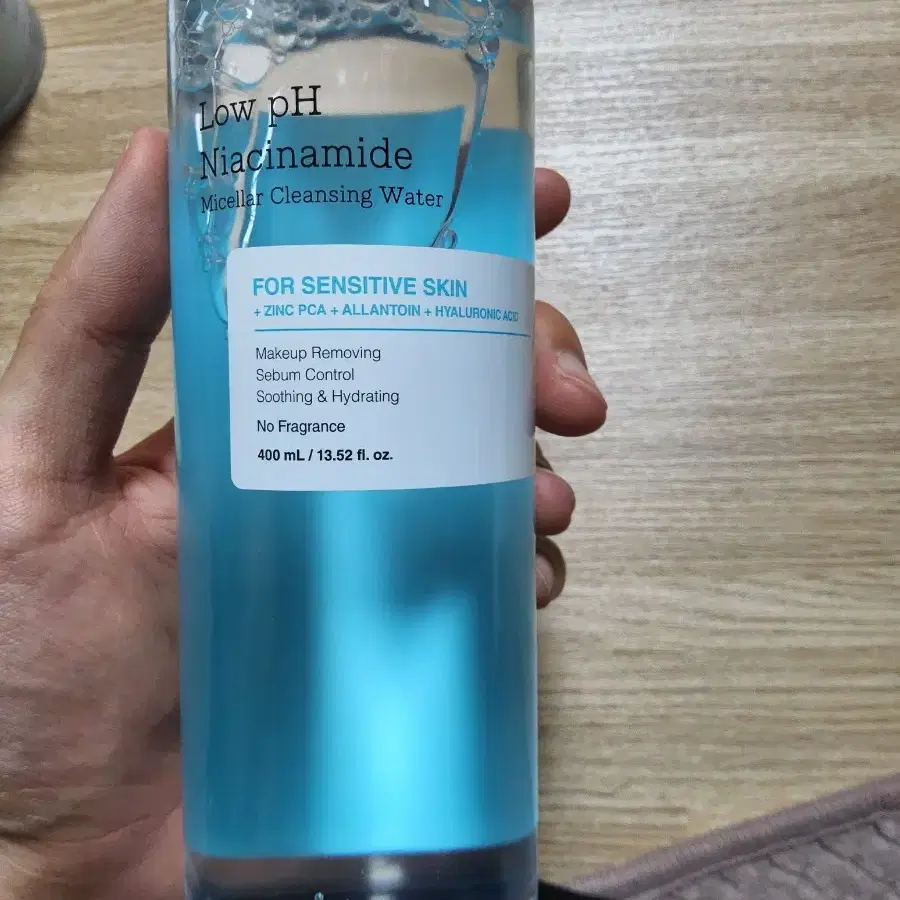 Low pH
Niacinamide
Micellar Cleansing Water
FOR SENSITIVE SKIN
+ ZINC PCA + ALLANTOIN + HYALURONIC ACID
Makeup Removing
Sebum Control
Soothing & Hydrating
No Fragrance
400 mL / 13.52 fl. oz.